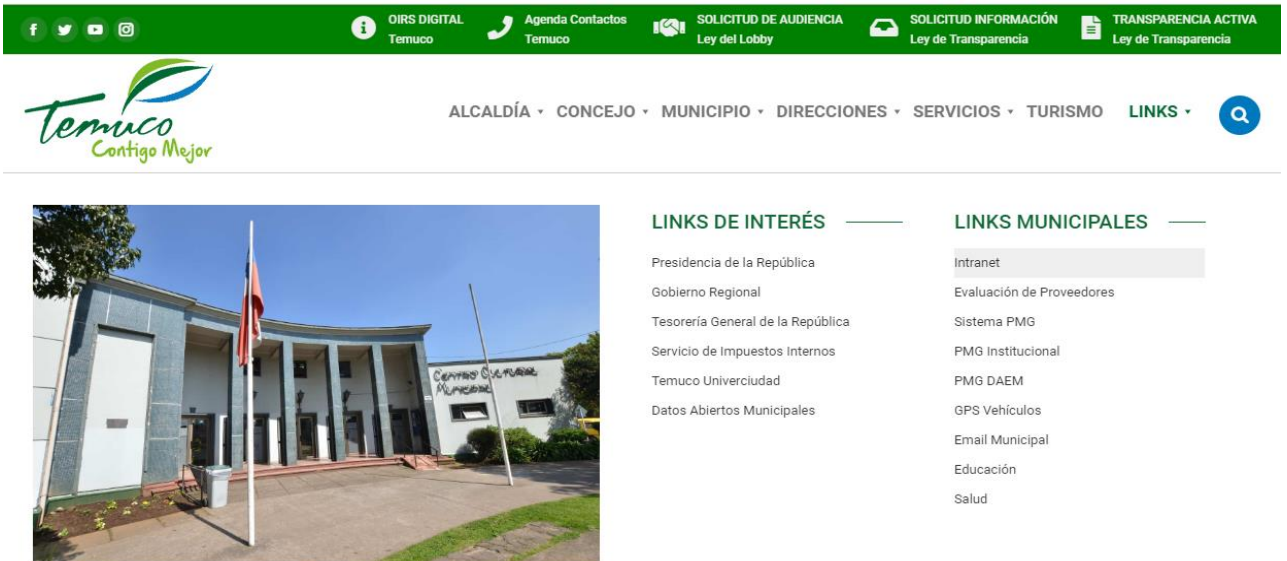 OIRS DIGITAL
Temuco
Agenda Contactos
Temuco
SOLICITUD DE AUDIENCIA
Ley del Lobby
SOLICITUD INFORMACIÓN
Ley de Transparencia
TRANSPARENCIA ACTIVA
Ley de Transparencia
Temuco
Contigo Mejor
ALCALDÍA CONCEJO MUNICIPIO DIRECCIONES SERVICIOS TURISMO LINKS
Centro Cultural
Municipal
LINKS DE INTERÉS
Presidencia de la República
Gobierno Regional
Tesorería General de la República
Servicio de Impuestos Internos
Temuco Univerciudad
Datos Abiertos Municipales
LINKS MUNICIPALES
Intranet
Evaluación de Proveedores
Sistema PMG
PMG Institucional
PMG DAEM
GPS Vehículos
Email Municipal
Educación
Salud